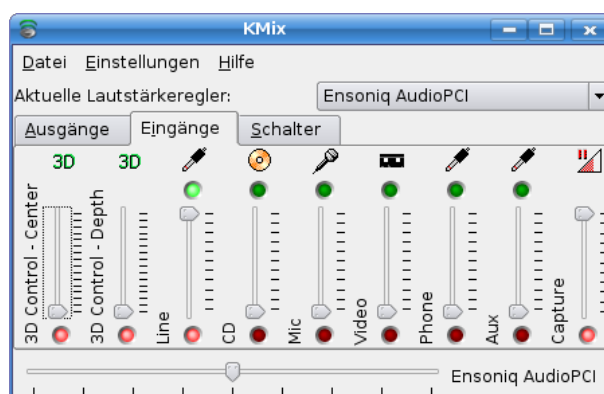 KMix
Datei Einstellungen Hilfe
Aktuelle Lautstärkeregler: Ensoniq AudioPCI
Ausgänge Eingänge Schalter
3D 3D
3D Control - Center
3D Control - Depth
Line
CD
Mic
Video
Phone
Aux
Capture
Ensoniq AudioPCI